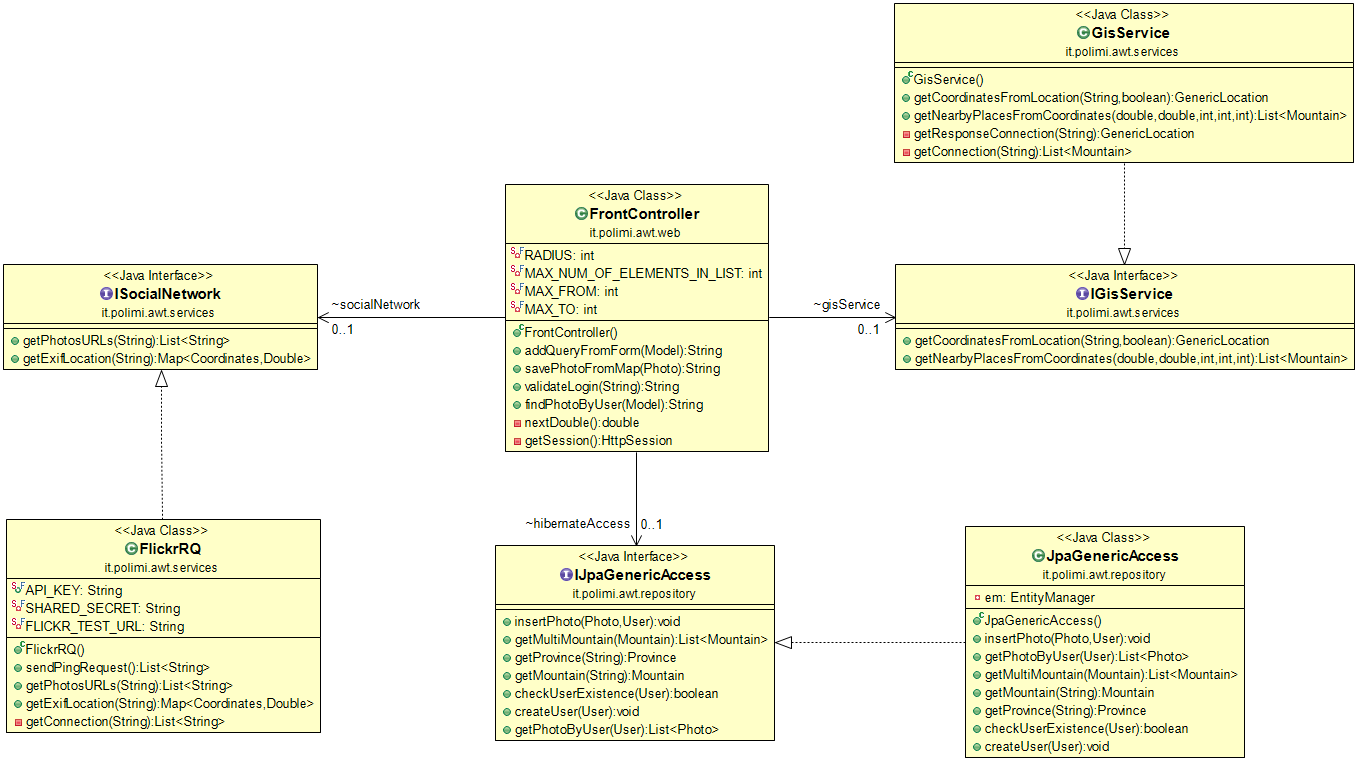 <<Java Class>>
GisService
it.polimi.awt.services
GisService()
getCoordinatesFromLocation(String,boolean):GenericLocation
getNearbyPlacesFromCoordinates(double,double,int,int,int):List<Mountain>
getResponseConnection(String):GenericLocation
getConnection(String):List<Mountain>
<<Java Class>>
FrontController
it.polimi.awt.web
RADIUS: int
MAX_NUM_OF_ELEMENTS_IN_LIST: int
MAX_FROM: int
MAX_TO: int
FrontController()
addQueryFromForm(Model):String
savePhotoFromMap(Photo):String
validateLogin(String):String
findPhotoByUser(Model):String
nextDouble():double
getSession():HttpSession
<<Java Interface>>
ISocialNetwork
it.polimi.awt.services
getPhotosURLs(String):List<String>
getExifLocation(String):Map<Coordinates,Double>
~socialNetwork
0..1
~gisService
0..1
<<Java Interface>>
IGisService
it.polimi.awt.services
getCoordinatesFromLocation(String,boolean):GenericLocation
getNearbyPlacesFromCoordinates(double,double,int,int,int):List<Mountain>
<<Java Class>>
FlickrRQ
it.polimi.awt.services
API_KEY: String
SHARED_SECRET: String
FLICKR_TEST_URL: String
FlickrRQ()
sendPingRequest():List<String>
getPhotosURLs(String):List<String>
getExifLocation(String):Map<Coordinates,Double>
getConnection(String):List<String>
~hibernateAccess
0..1
<<Java Interface>>
IJpaGenericAccess
it.polimi.awt.repository
insertPhoto(Photo,User):void
getMultiMountain(Mountain):List<Mountain>
getProvince(String):Province
getMountain(String):Mountain
checkUserExistence(User):boolean
createUser(User):void
getPhotoByUser(User):List<Photo>
<<Java Class>>
JpaGenericAccess
it.polimi.awt.repository
em: EntityManager
JpaGenericAccess()
insertPhoto(Photo,User):void
getPhotoByUser(User):List<Photo>
getMultiMountain(Mountain):List<Mountain>
getMountain(String):Mountain
getProvince(String):Province
checkUserExistence(User):boolean
createUser(User):void